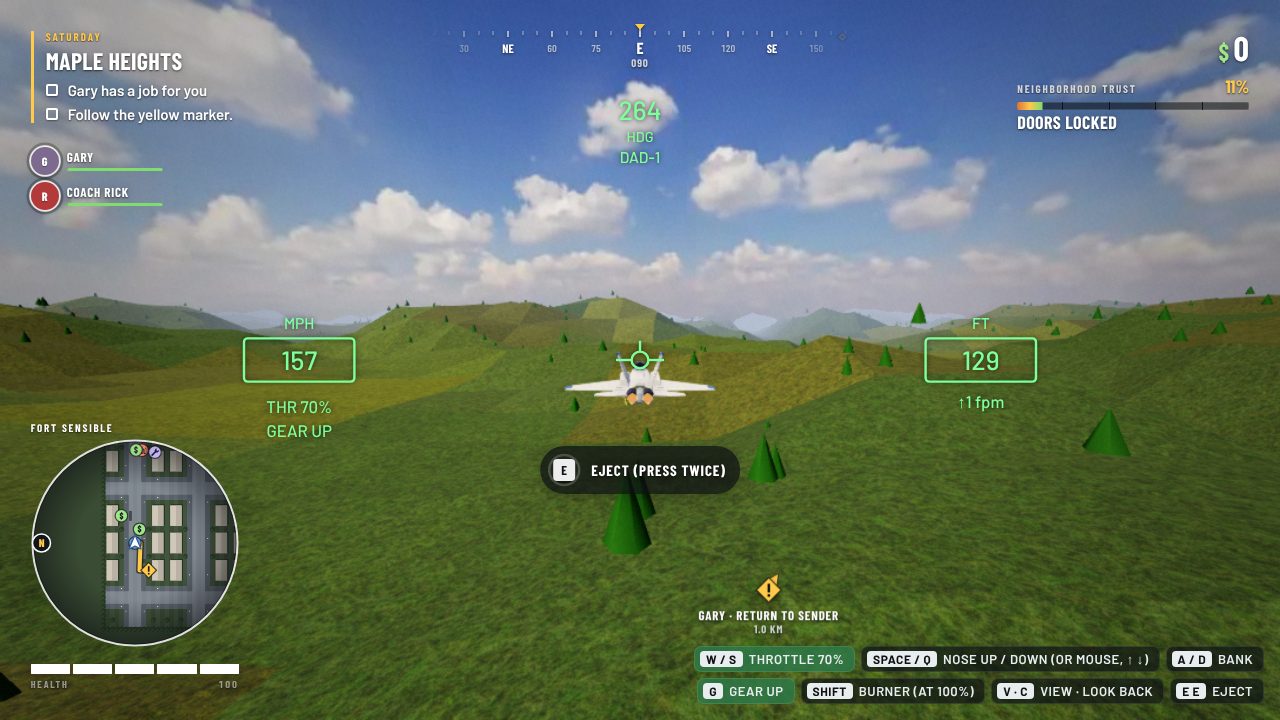 SATURDAY
MAPLE HEIGHTS
Gary has a job for you
Follow the yellow marker.
G GARY
R COACH RICK
30 NE 60 75 E 105 120 SE 150
090
264
HDG
DAD-1
$0
NEIGHBORHOOD TRUST 11%
DOORS LOCKED
MPH
157
THR 70%
GEAR UP
FT
129
↑1 fpm
E EJECT (PRESS TWICE)
FORT SENSIBLE
$
$
$
N
!
HEALTH 100
!
GARY · RETURN TO SENDER
1.0 KM
W / S THROTTLE 70% SPACE / Q NOSE UP / DOWN (OR MOUSE, ↑ ↓) A / D BANK
G GEAR UP SHIFT BURNER (AT 100%) V · C VIEW · LOOK BACK E E EJECT